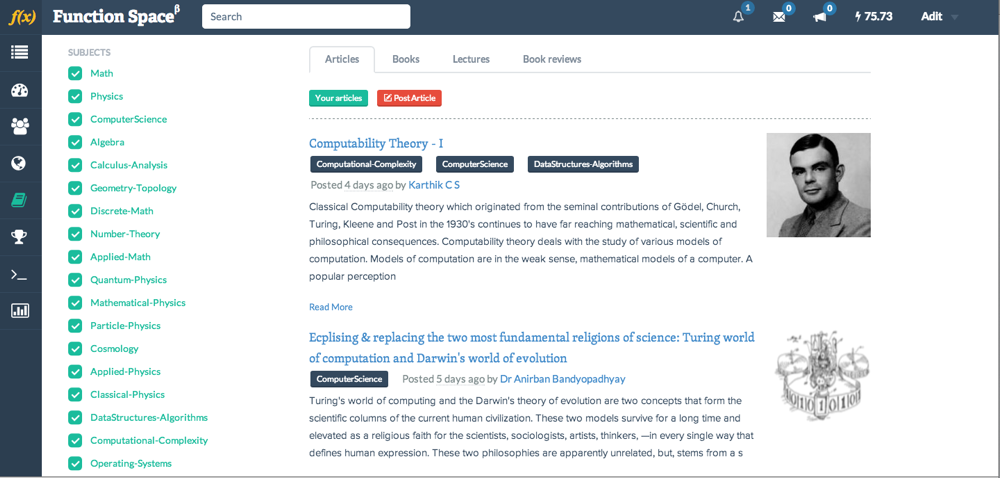 f(x) Function Space β Search 1 0 0 75.73 Adit
SUBJECTS
Math
Physics
ComputerScience
Algebra
Calculus-Analysis
Geometry-Topology
Discrete-Math
Number-Theory
Applied-Math
Quantum-Physics
Mathematical-Physics
Particle-Physics
Cosmology
Applied-Physics
Classical-Physics
DataStructures-Algorithms
Computational-Complexity
Operating-Systems
Articles Books Lectures Book reviews
Your articles Post Article
Computability Theory - I
Computational-Complexity ComputerScience DataStructures-Algorithms
Posted 4 days ago by Karthik C S
Classical Computability theory which originated from the seminal contributions of Gödel, Church,
Turing, Kleene and Post in the 1930's continues to have far reaching mathematical, scientific and
philosophical consequences. Computability theory deals with the study of various models of
computation. Models of computation are in the weak sense, mathematical models of a computer. A
popular perception
Read More
Ecplising & replacing the two most fundamental religions of science: Turing world
of computation and Darwin's world of evolution
ComputerScience Posted 5 days ago by Dr Anirban Bandyopadhyay
Turing's world of computing and the Darwin's theory of evolution are two concepts that form the
scientific columns of the current human civilization. These two models survive for a long time and
elevated as a religious faith for the scientists, sociologists, artists, thinkers, —in every single way that
defines human expression. These two philosophies are apparently unrelated, but, stems from a s